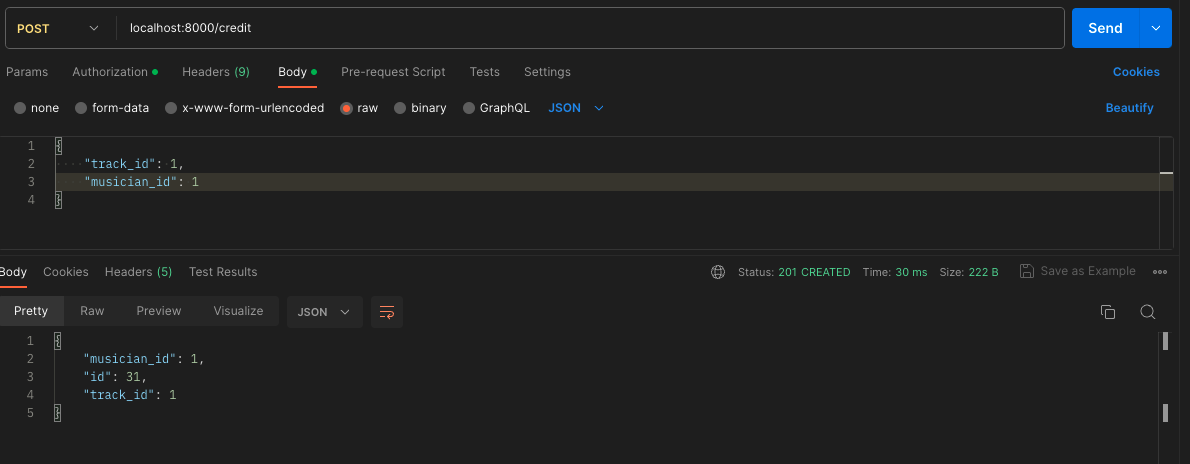 POST localhost:8000/credit Send
Params Authorization Headers (9) Body Pre-request Script Tests Settings Cookies
none form-data x-www-form-urlencoded raw binary GraphQL JSON Beautify
1 {
2 "track_id": 1,
3 "musician_id": 1
4 }
Body Cookies Headers (5) Test Results Status: 201 CREATED Time: 30 ms Size: 222 B Save as Example
Pretty Raw Preview Visualize JSON
1 {
2 "musician_id": 1,
3 "id": 31,
4 "track_id": 1
5 }